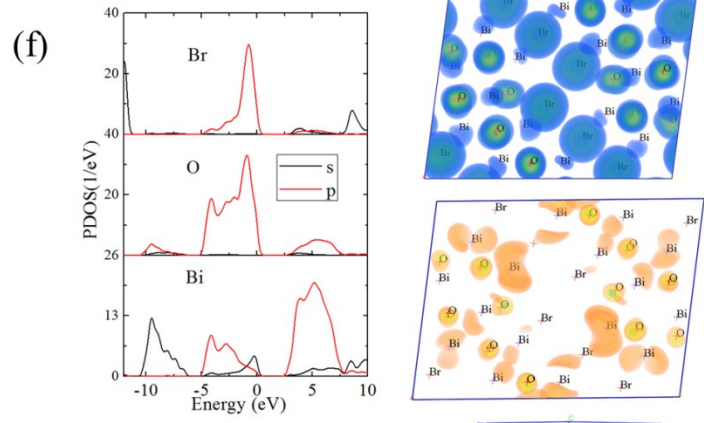 (f)
40
Br
20
40
O
s
p
20
26
Bi
13
0
PDOS(1/eV)
-10 -5 0 5 10
Energy (eV)
Bi Br Bi Bi
O Br Br O
Bi Bi O O
O Bi O Br Bi O
Bi O Br Bi
Br Bi O Bi Br Bi
Br Bi O Bi Br
Bi Bi O O Bi
O O Bi Bi O
Bi O O Bi
O Bi Br O Bi O
Bi O Br Bi Br Bi
Br Bi O Bi Br